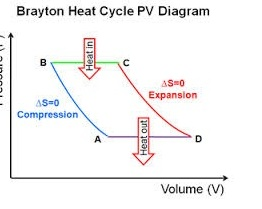 Brayton Heat Cycle PV Diagram
B
Heat in
C
ΔS=0
Expansion
ΔS=0
Compression
A
Heat out
D
Volume (V)